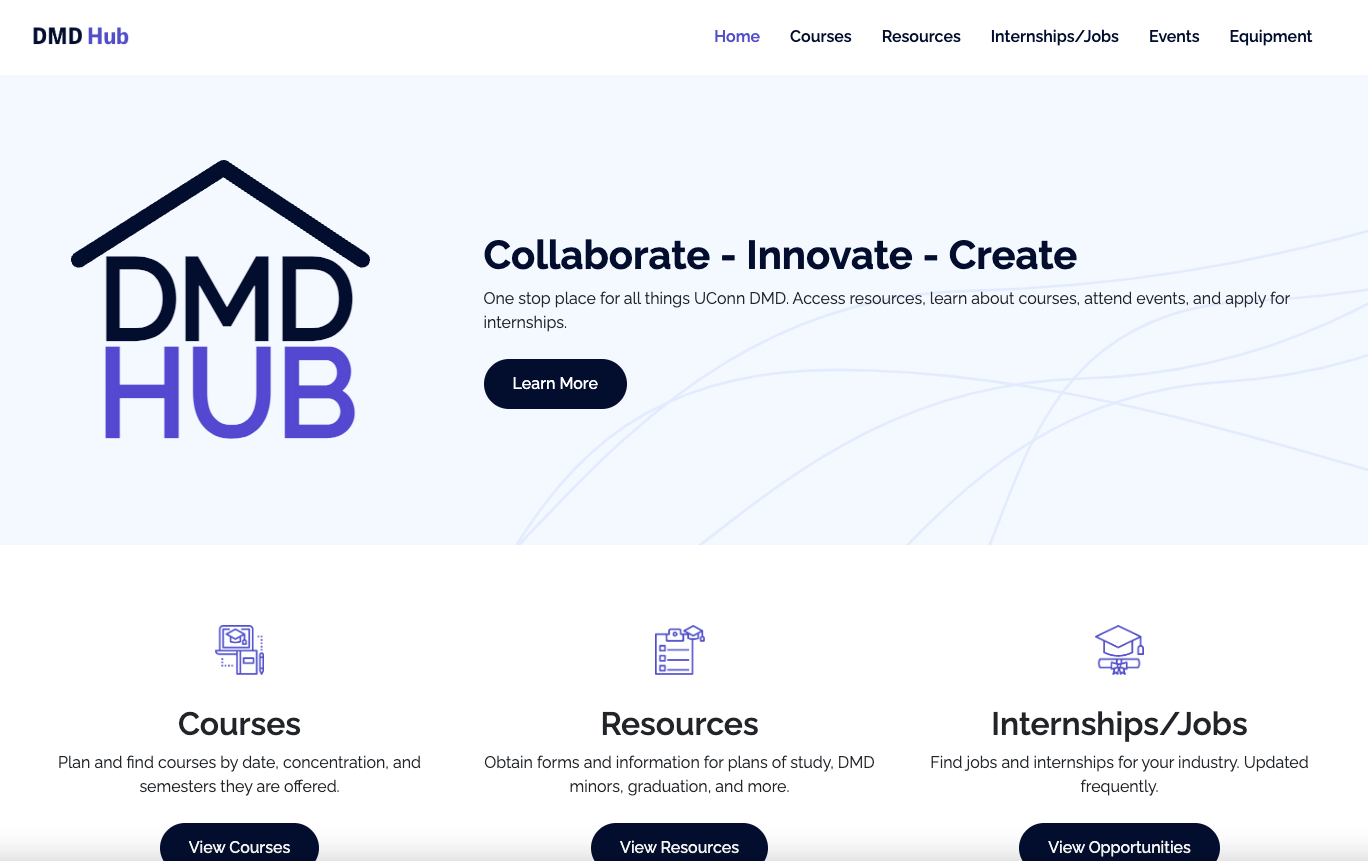 DMD Hub
Home Courses Resources Internships/Jobs Events Equipment
DMD
HUB
Collaborate - Innovate - Create
One stop place for all things UConn DMD. Access resources, learn about courses, attend events, and apply for
internships.
Learn More
Courses
Plan and find courses by date, concentration, and
semesters they are offered.
View Courses
Resources
Obtain forms and information for plans of study, DMD
minors, graduation, and more.
View Resources
Internships/Jobs
Find jobs and internships for your industry. Updated
frequently.
View Opportunities